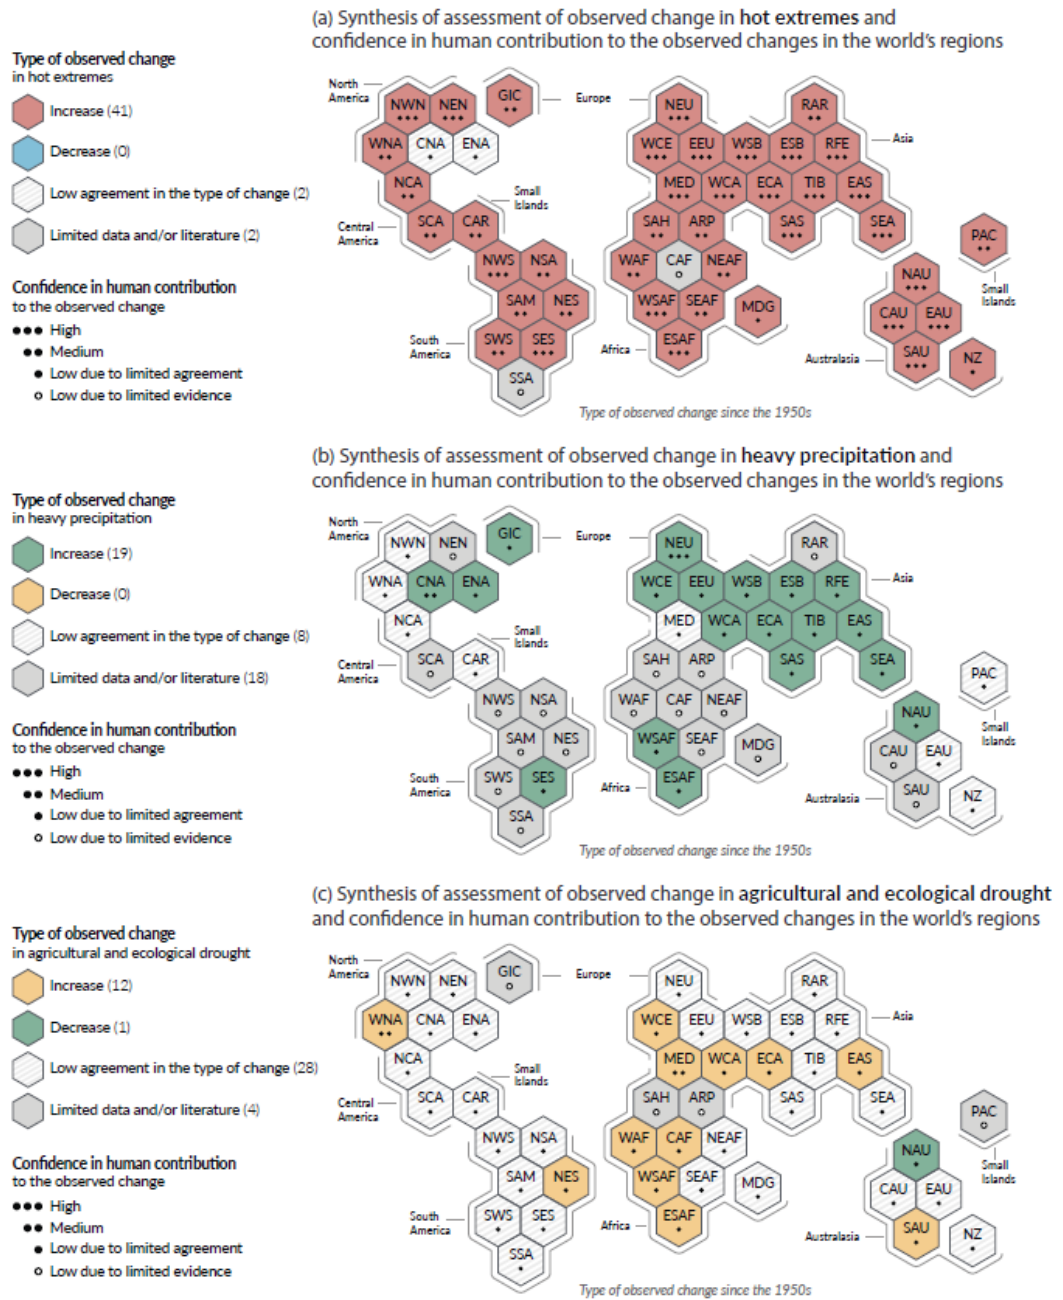 (a) Synthesis of assessment of observed change in hot extremes and
confidence in human contribution to the observed changes in the world's regions
Type of observed change
in hot extremes
Increase (41)
Decrease (0)
Low agreement in the type of change (2)
Limited data and/or literature (2)
Confidence in human contribution
to the observed change
High
Medium
Low due to limited agreement
Low due to limited evidence
North
America
GIC
Europe
NWN NEN
NEU
RAR
WNA CNA ENA
WCE EEU WSB ESB RFE
Asia
NCA
MED WCA ECA TIB EAS
Small
Islands
Central
America
SCA CAR
SAH ARP
SAS
SEA
PAC
Small
Islands
NWS NSA
WAF CAF NEAF
NAU
SAM NES
WSAF SEAF
MDG
CAU EAU
South
America
SWS SES
Africa
ESAF
Australasia
SAU
NZ
SSA
Type of observed change since the 1950s
(b) Synthesis of assessment of observed change in heavy precipitation and
confidence in human contribution to the observed changes in the world's regions
Type of observed change
in heavy precipitation
Increase (19)
Decrease (0)
Low agreement in the type of change (8)
Limited data and/or literature (18)
Confidence in human contribution
to the observed change
High
Medium
Low due to limited agreement
Low due to limited evidence
North
America
GIC
Europe
NWN NEN
NEU
RAR
WNA CNA ENA
WCE EEU WSB ESB RFE
Asia
NCA
MED WCA ECA TIB EAS
Small
Islands
Central
America
SCA CAR
SAH ARP
SAS
SEA
PAC
Small
Islands
NWS NSA
WAF CAF NEAF
NAU
SAM NES
WSAF SEAF
MDG
CAU EAU
South
America
SWS SES
Africa
ESAF
Australasia
SAU
NZ
SSA
Type of observed change since the 1950s
(c) Synthesis of assessment of observed change in agricultural and ecological drought
and confidence in human contribution to the observed changes in the world's regions
Type of observed change
in agricultural and ecological drought
Increase (12)
Decrease (1)
Low agreement in the type of change (28)
Limited data and/or literature (4)
Confidence in human contribution
to the observed change
High
Medium
Low due to limited agreement
Low due to limited evidence
North
America
GIC
Europe
NWN NEN
NEU
RAR
WNA CNA ENA
WCE EEU WSB ESB RFE
Asia
NCA
MED WCA ECA TIB EAS
Small
Islands
Central
America
SCA CAR
SAH ARP
SAS
SEA
PAC
Small
Islands
NWS NSA
WAF CAF NEAF
NAU
SAM NES
WSAF SEAF
MDG
CAU EAU
South
America
SWS SES
Africa
ESAF
Australasia
SAU
NZ
SSA
Type of observed change since the 1950s